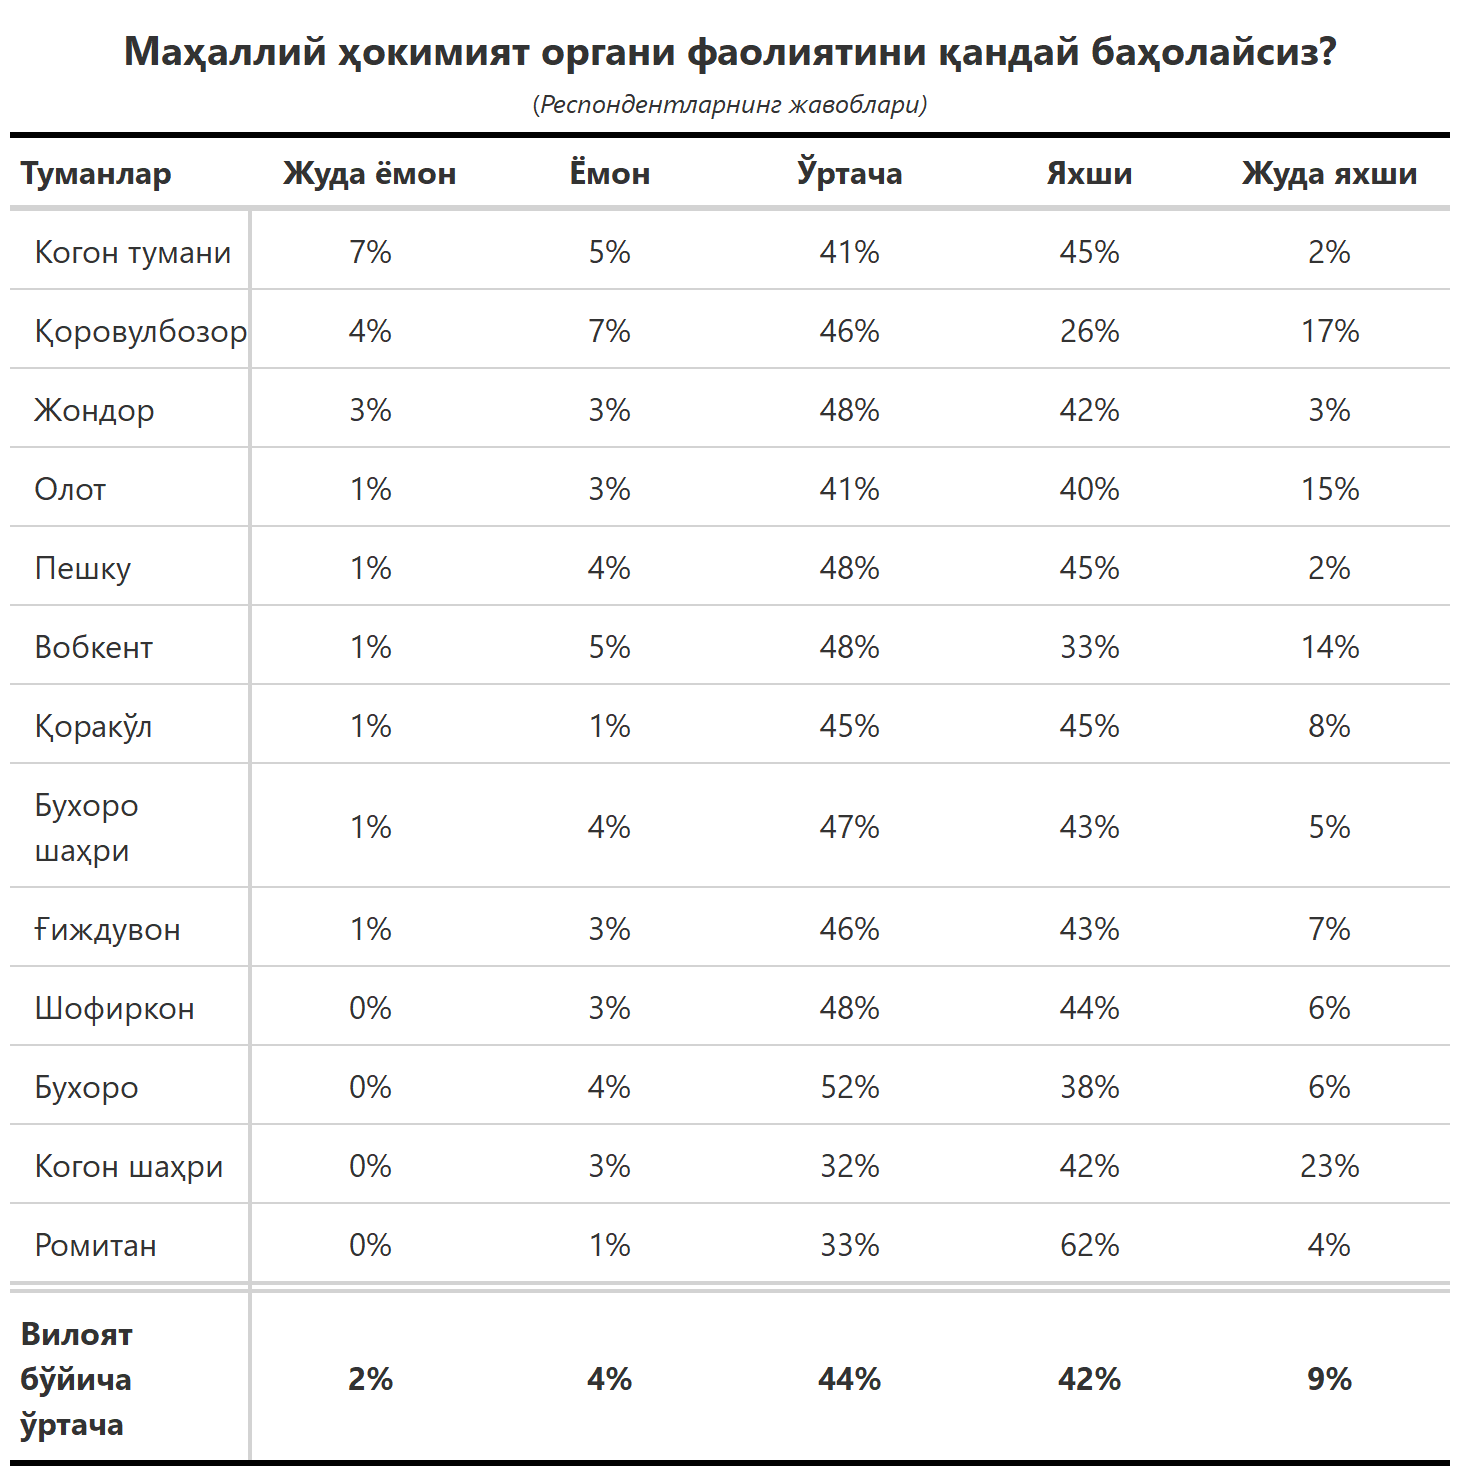 Маҳаллий ҳокимият органи фаолиятини қандай баҳолайсиз?
(Респондентларнинг жавоблари)
Туманлар Жуда ёмон Ёмон Ўртача Яхши Жуда яхши
Когон тумани 7% 5% 41% 45% 2%
Қоровулбозор 4% 7% 46% 26% 17%
Жондор 3% 3% 48% 42% 3%
Олот 1% 3% 41% 40% 15%
Пешку 1% 4% 48% 45% 2%
Вобкент 1% 5% 48% 33% 14%
Қоракўл 1% 1% 45% 45% 8%
Бухоро
шаҳри 1% 4% 47% 43% 5%
Ғиждувон 1% 3% 46% 43% 7%
Шофиркон 0% 3% 48% 44% 6%
Бухоро 0% 4% 52% 38% 6%
Когон шаҳри 0% 3% 32% 42% 23%
Ромитан 0% 1% 33% 62% 4%
Вилоят
бўйича 2% 4% 44% 42% 9%
ўртача